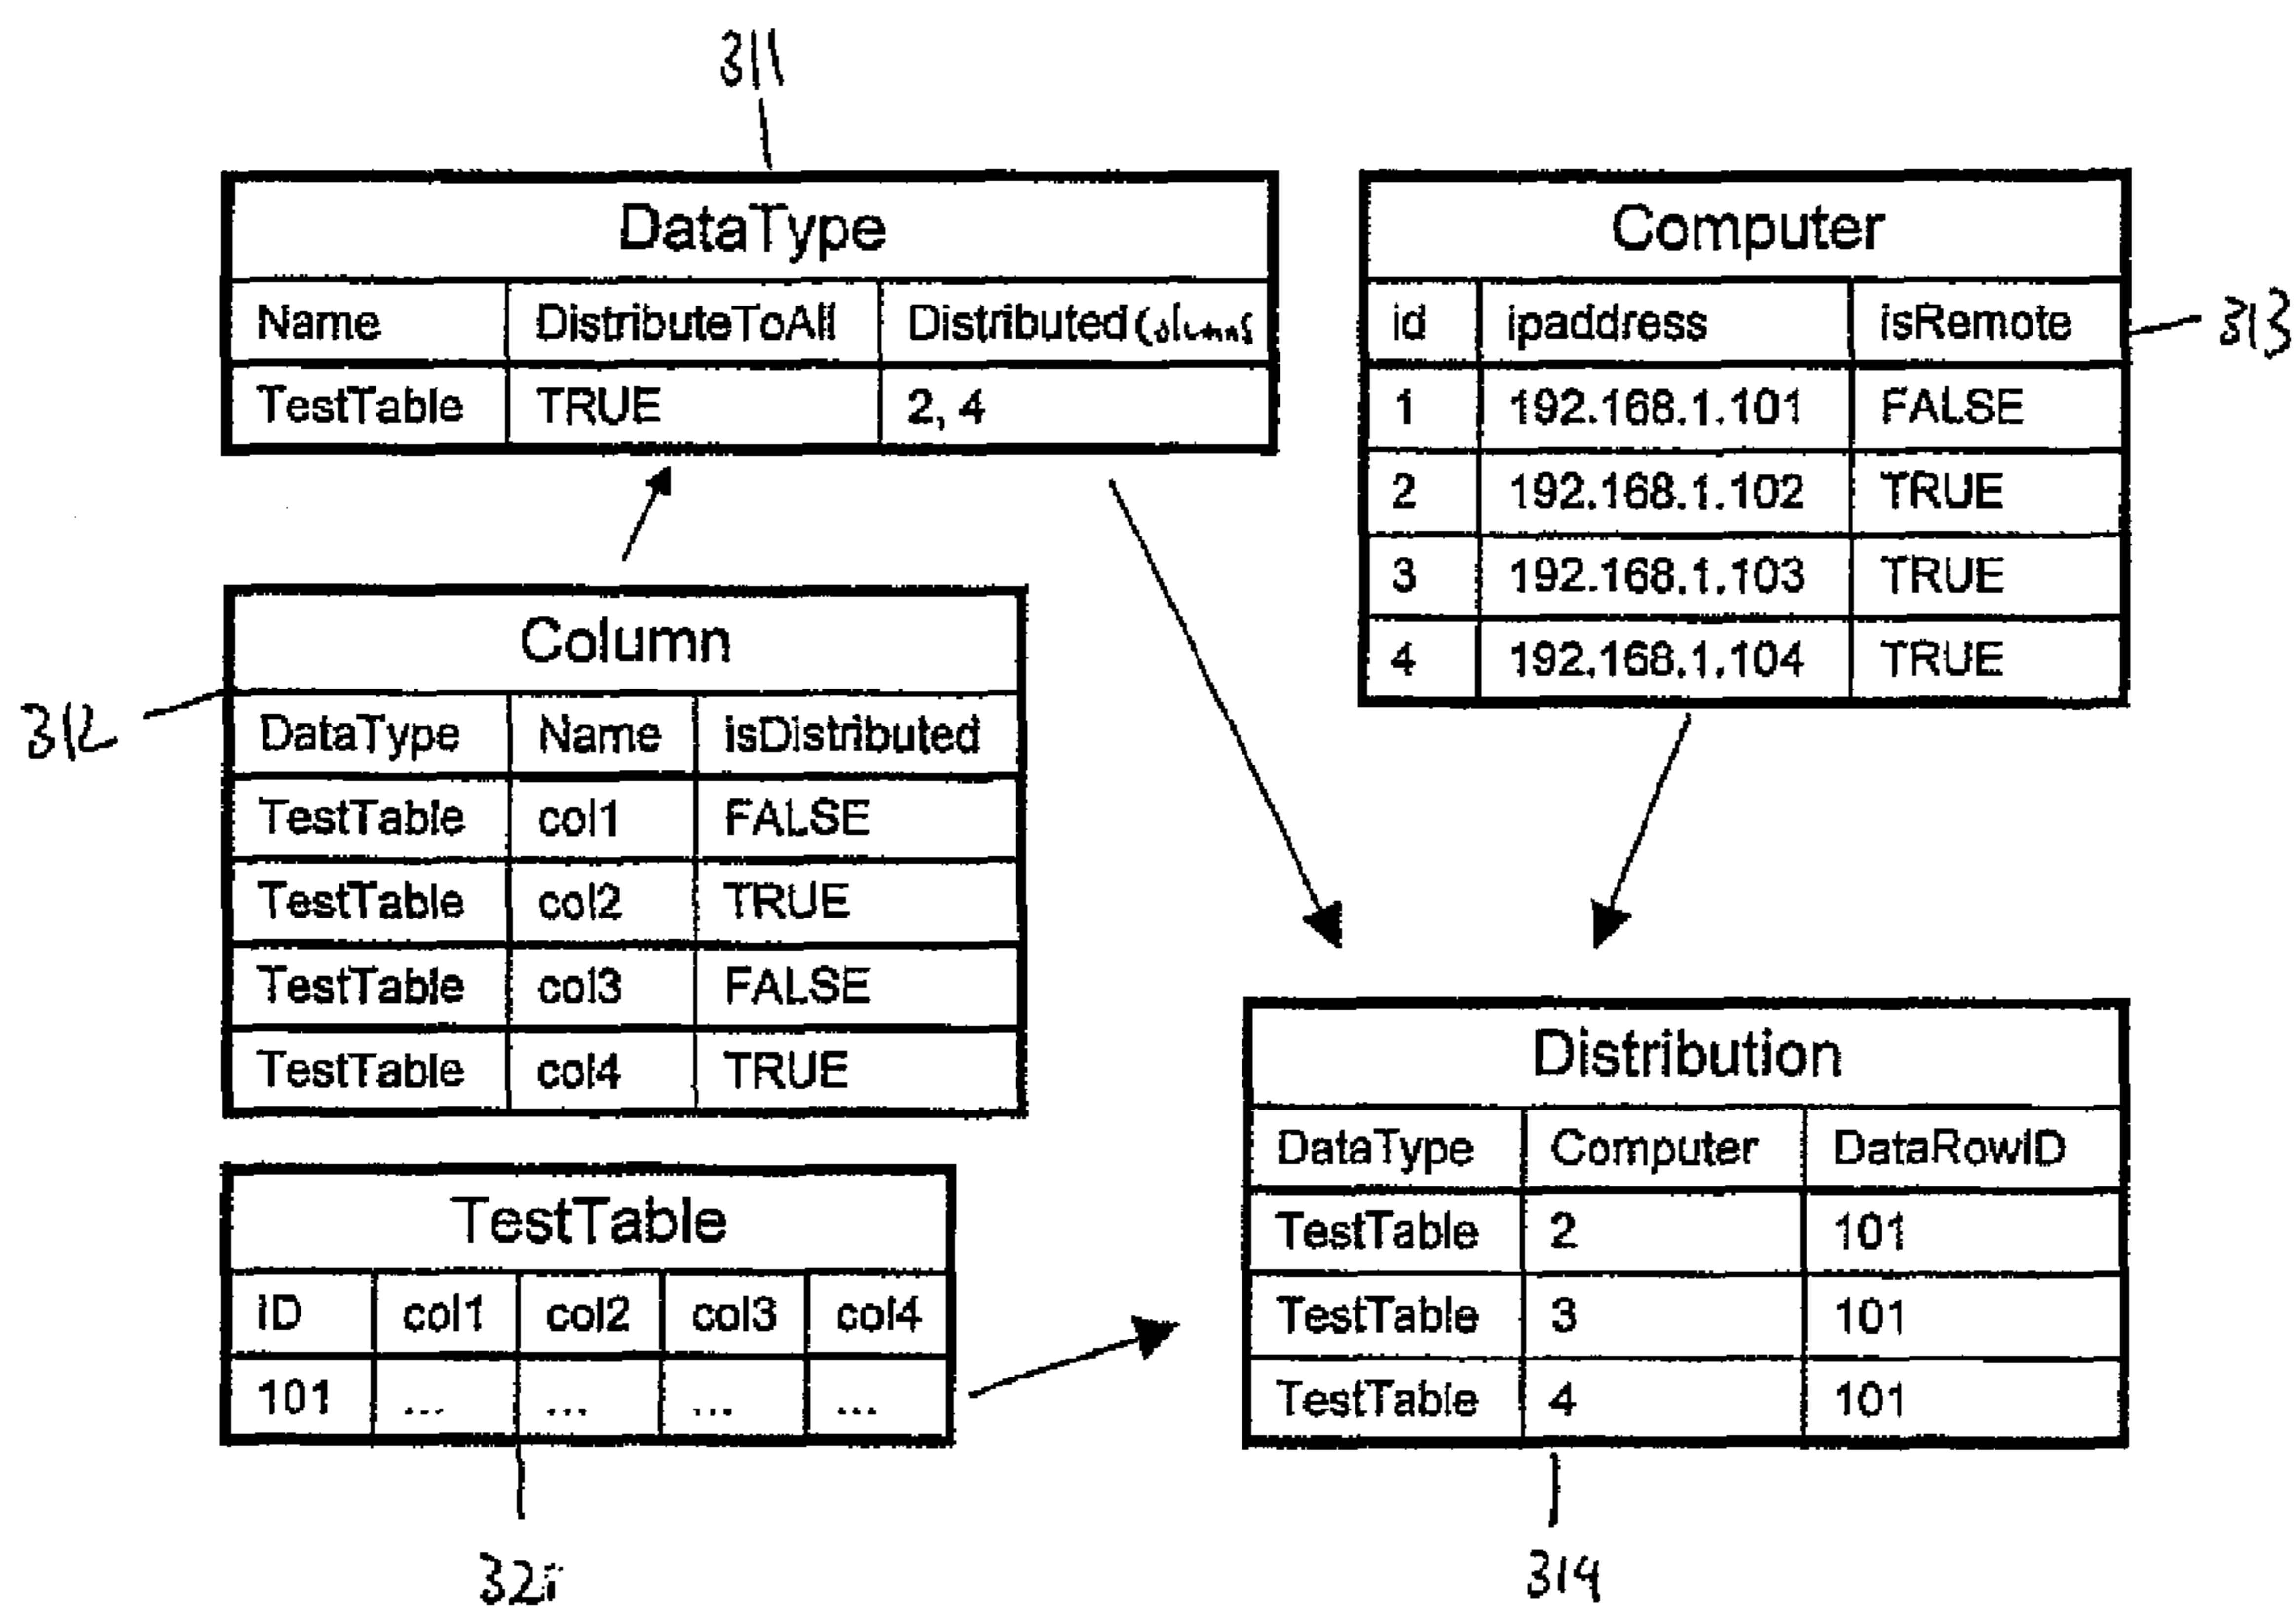 311
DataType
Name DistributeToAll Distributed Columns
TestTable TRUE 2, 4
Computer
id ipaddress isRemote
1 192.168.1.101 FALSE
2 192.168.1.102 TRUE
3 192.168.1.103 TRUE
4 192.168.1.104 TRUE
313
312
Column
DataType Name isDistributed
TestTable col1 FALSE
TestTable col2 TRUE
TestTable col3 FALSE
TestTable col4 TRUE
TestTable
ID col1 col2 col3 col4
101 ... ... ... ...
Distribution
DataType Computer DataRowID
TestTable 2 101
TestTable 3 101
TestTable 4 101
314